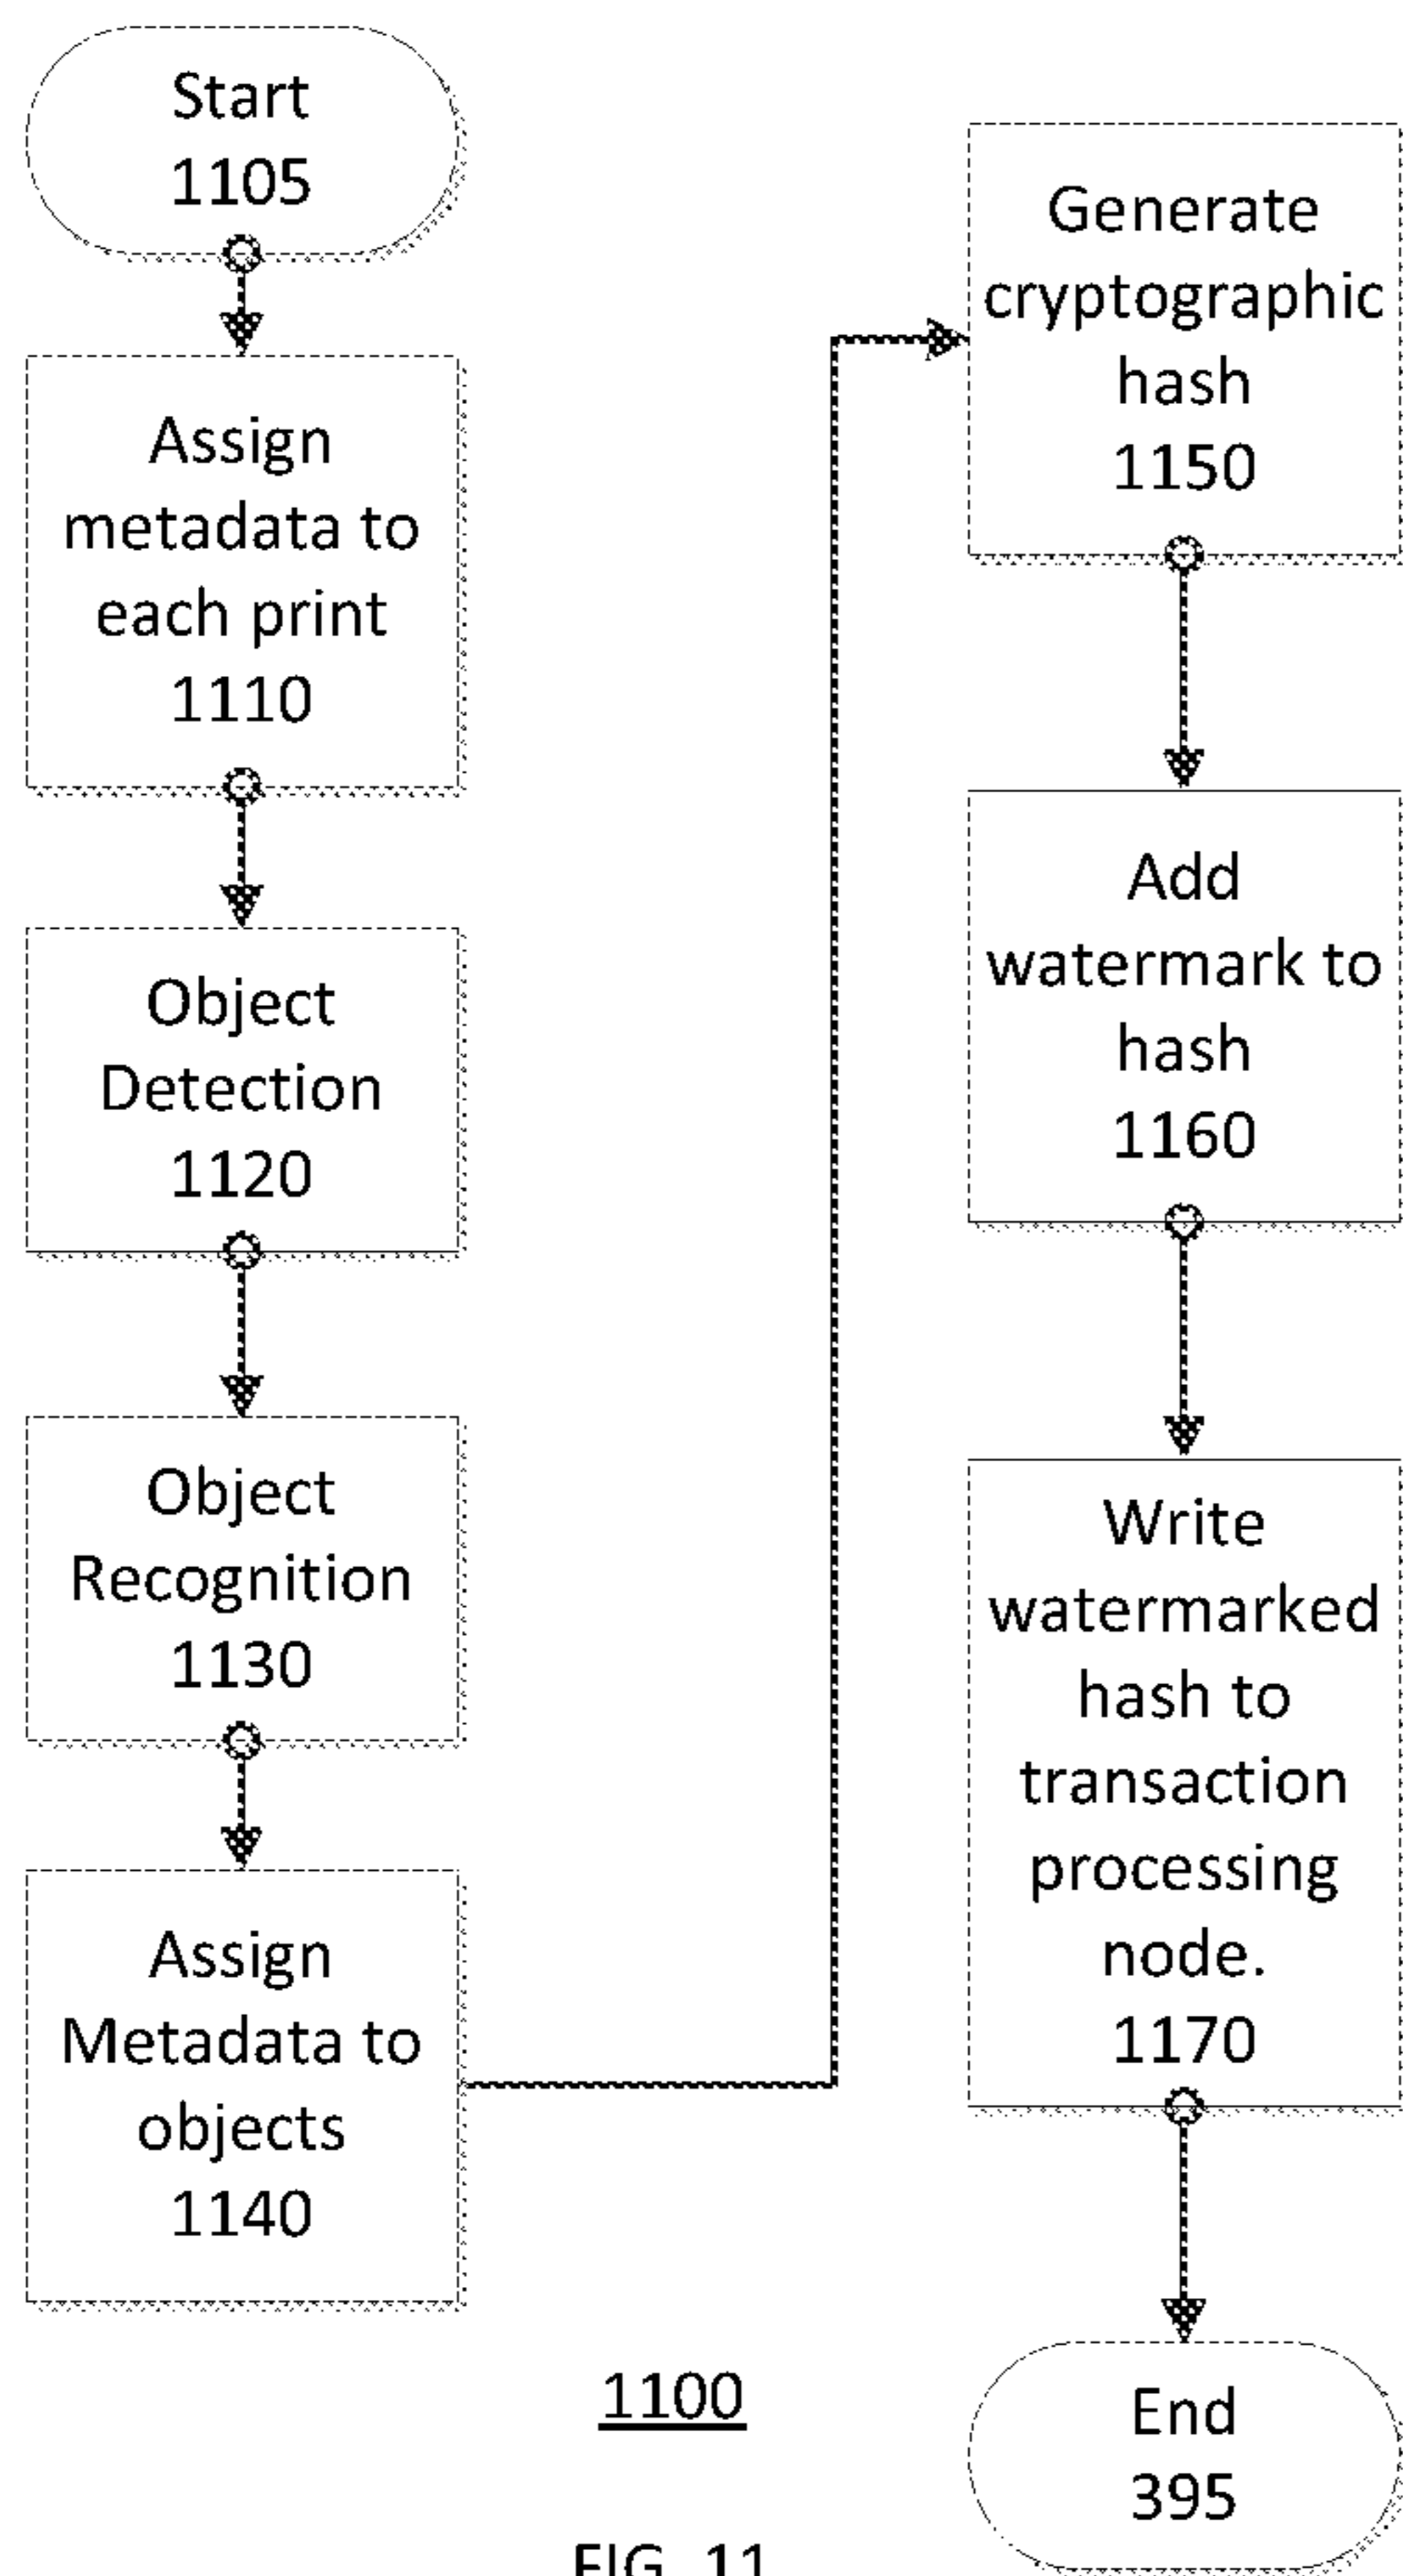 Start
1105
Assign
metadata to
each print
1110
Object
Detection
1120
Object
Recognition
1130
Assign
Metadata to
objects
1140
Generate
cryptographic
hash
1150
Add
watermark to
hash
1160
Write
watermarked
hash to
transaction
processing
node.
1170
End
395
1100
FIG. 11